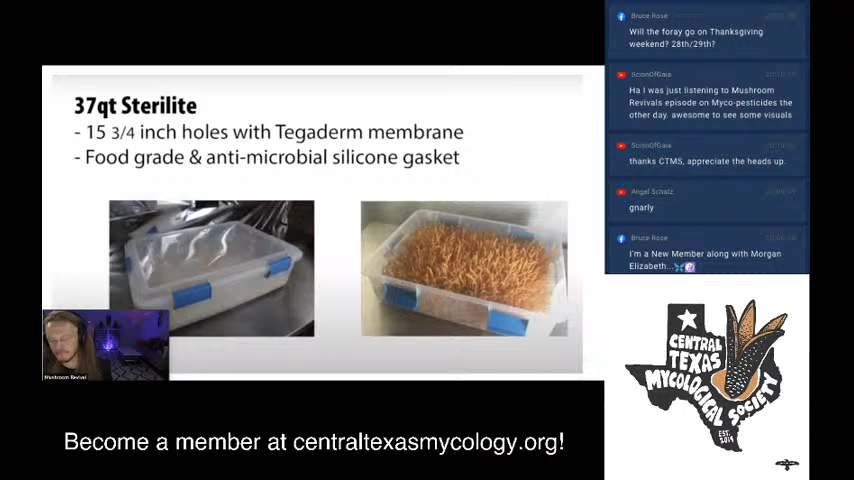 37qt Sterilite
- 15 3/4 inch holes with Tegaderm membrane
- Food grade & anti-microbial silicone gasket
Mushroom Revival
Become a member at centraltexasmycology.org!
Bruce Rose
Will the foray go on Thanksgiving
weekend? 28th/29th?
ScionOfGaia
Ha I was just listening to Mushroom
Revivals episode on Myco-pesticides the
other day. awesome to see some visuals
ScionOfGaia
thanks CTMS, appreciate the heads up.
Angel Schatz
gnarly
Bruce Rose
I'm a New Member along with Morgan
Elizabeth...
CENTRAL
TEXAS
MYCOLOGICAL
SOCIETY
EST.
2019